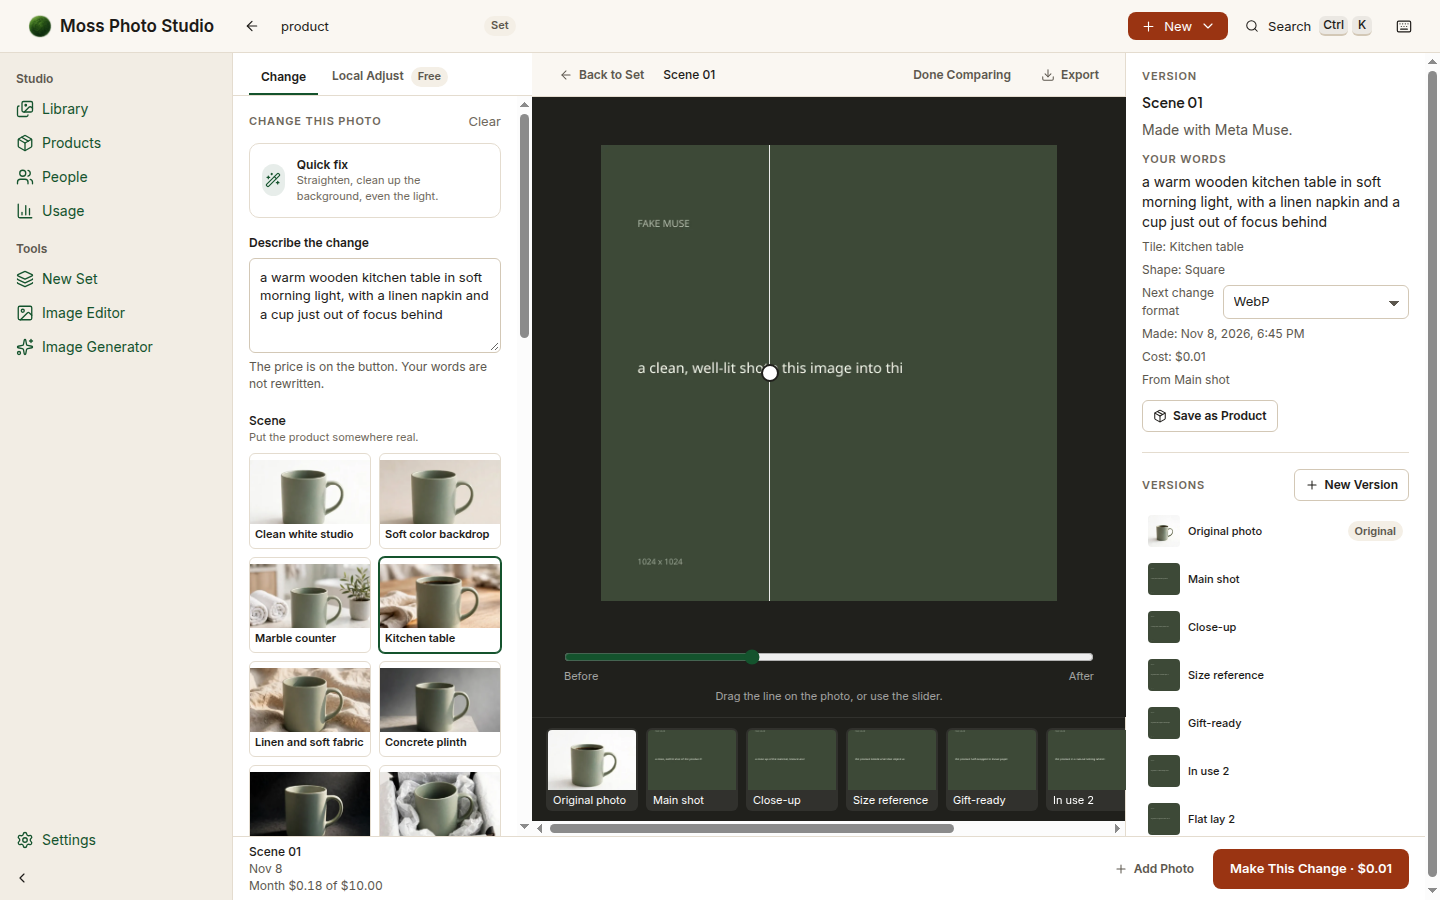 Moss Photo Studio
product
Set
New
Search
Ctrl
K
Studio
Library
Products
People
Usage
Tools
New Set
Image Editor
Image Generator
Settings
Change
Local Adjust
Free
CHANGE THIS PHOTO
Clear
Quick fix
Straighten, clean up the
background, even the light.
Describe the change
a warm wooden kitchen table in soft
morning light, with a linen napkin and
a cup just out of focus behind
The price is on the button. Your words are
not rewritten.
Scene
Put the product somewhere real.
Clean white studio
Soft color backdrop
Marble counter
Kitchen table
Linen and soft fabric
Concrete plinth
Back to Set
Scene 01
Done Comparing
Export
FAKE MUSE
a clean, well-lit sho this image into thi
1024 x 1024
Before
After
Drag the line on the photo, or use the slider.
Original photo
Main shot
Close-up
Size reference
Gift-ready
In use 2
VERSION
Scene 01
Made with Meta Muse.
YOUR WORDS
a warm wooden kitchen table in soft
morning light, with a linen napkin and a
cup just out of focus behind
Tile: Kitchen table
Shape: Square
Next change
format
WebP
Made: Nov 8, 2026, 6:45 PM
Cost: $0.01
From Main shot
Save as Product
VERSIONS
New Version
Original photo
Original
Main shot
Close-up
Size reference
Gift-ready
In use 2
Flat lay 2
Scene 01
Nov 8
Month $0.18 of $10.00
Add Photo
Make This Change · $0.01